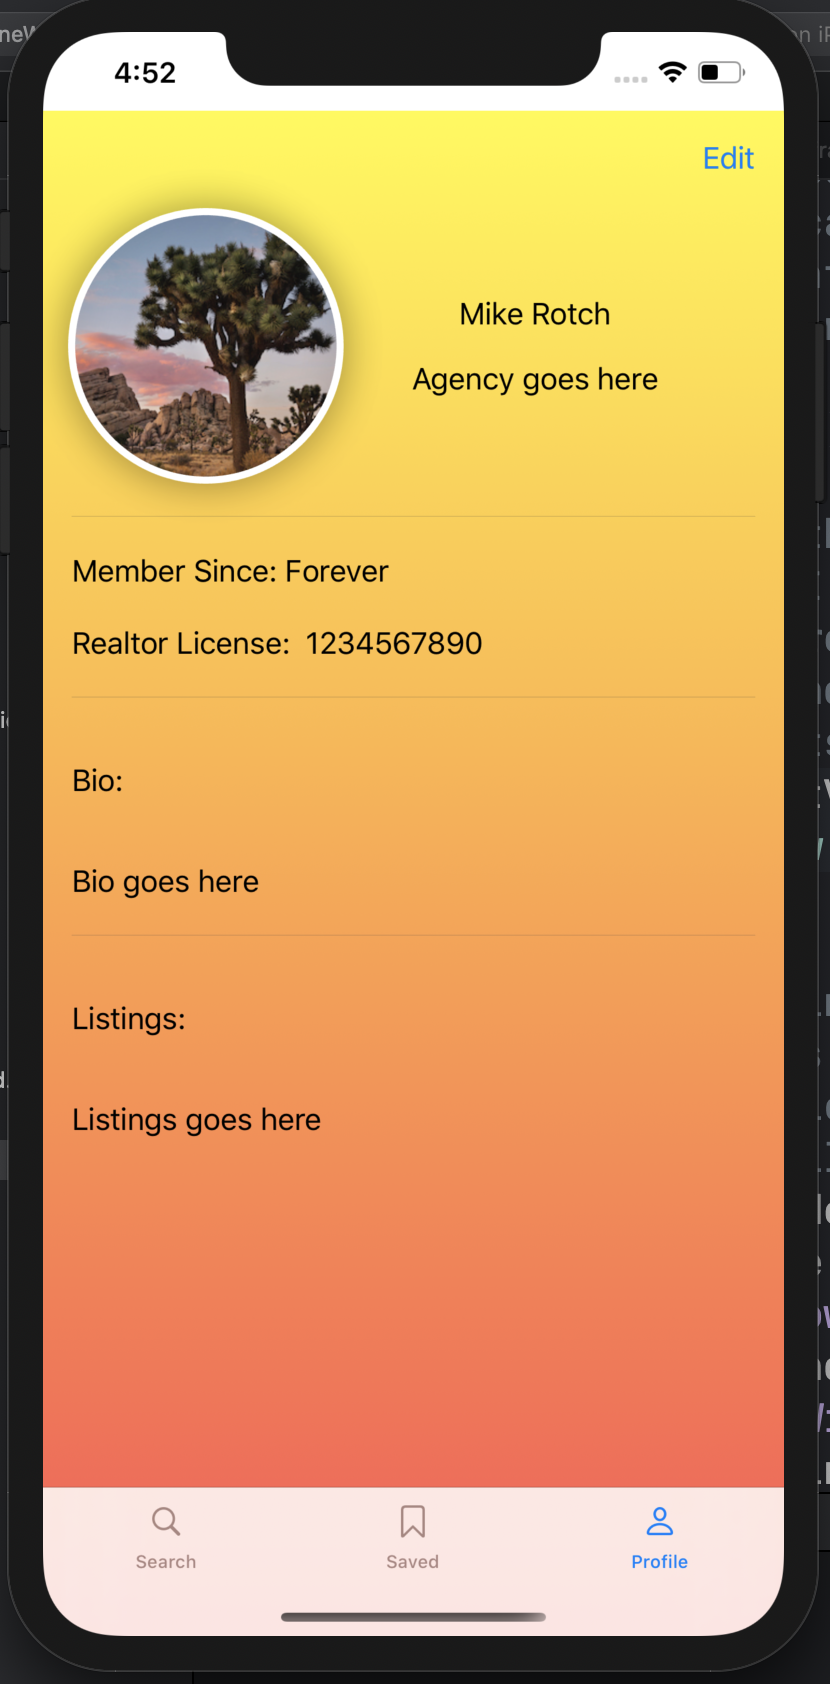 4:52
Edit
Mike Rotch
Agency goes here
Member Since: Forever
Realtor License:  1234567890
Bio:
Bio goes here
Listings:
Listings goes here
Search
Saved
Profile